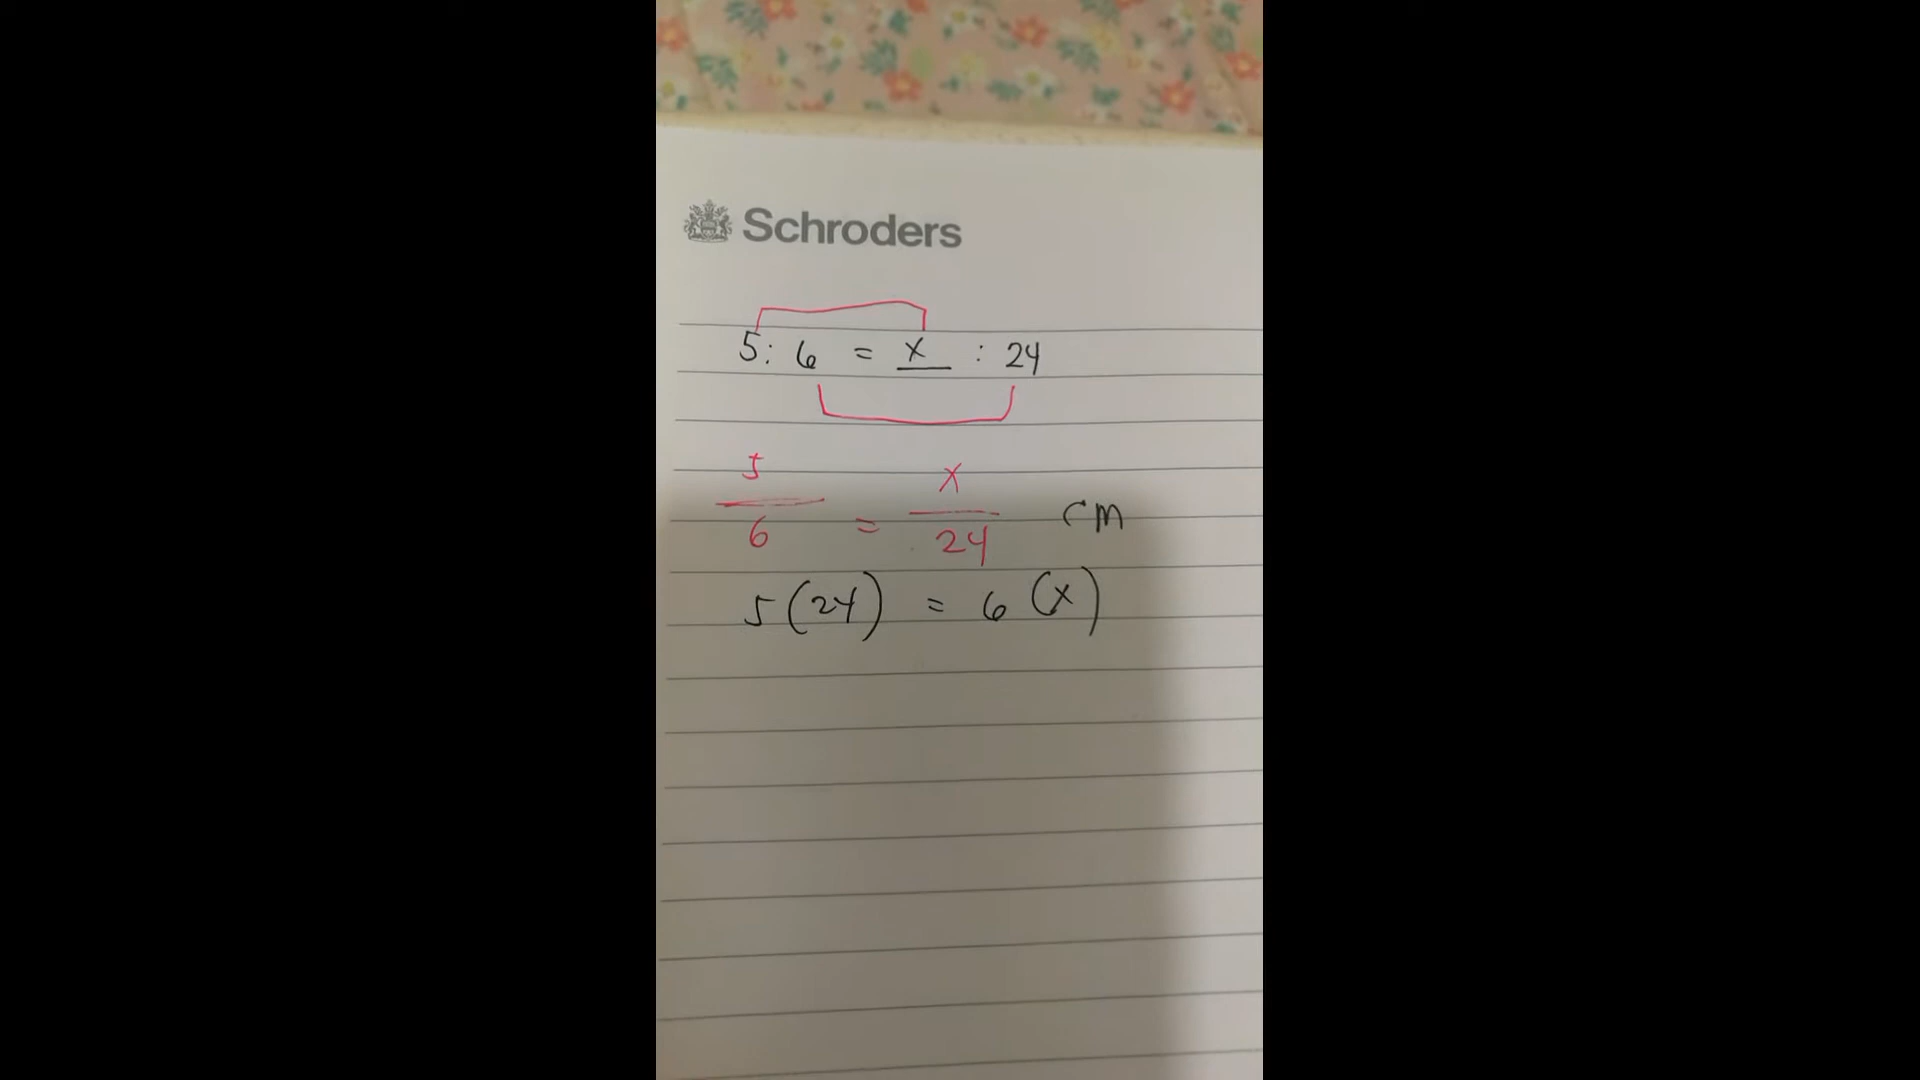 Schroders
5 : 6 = x : 24
5/6 = x/24 cm
5 (24) = 6 (x)